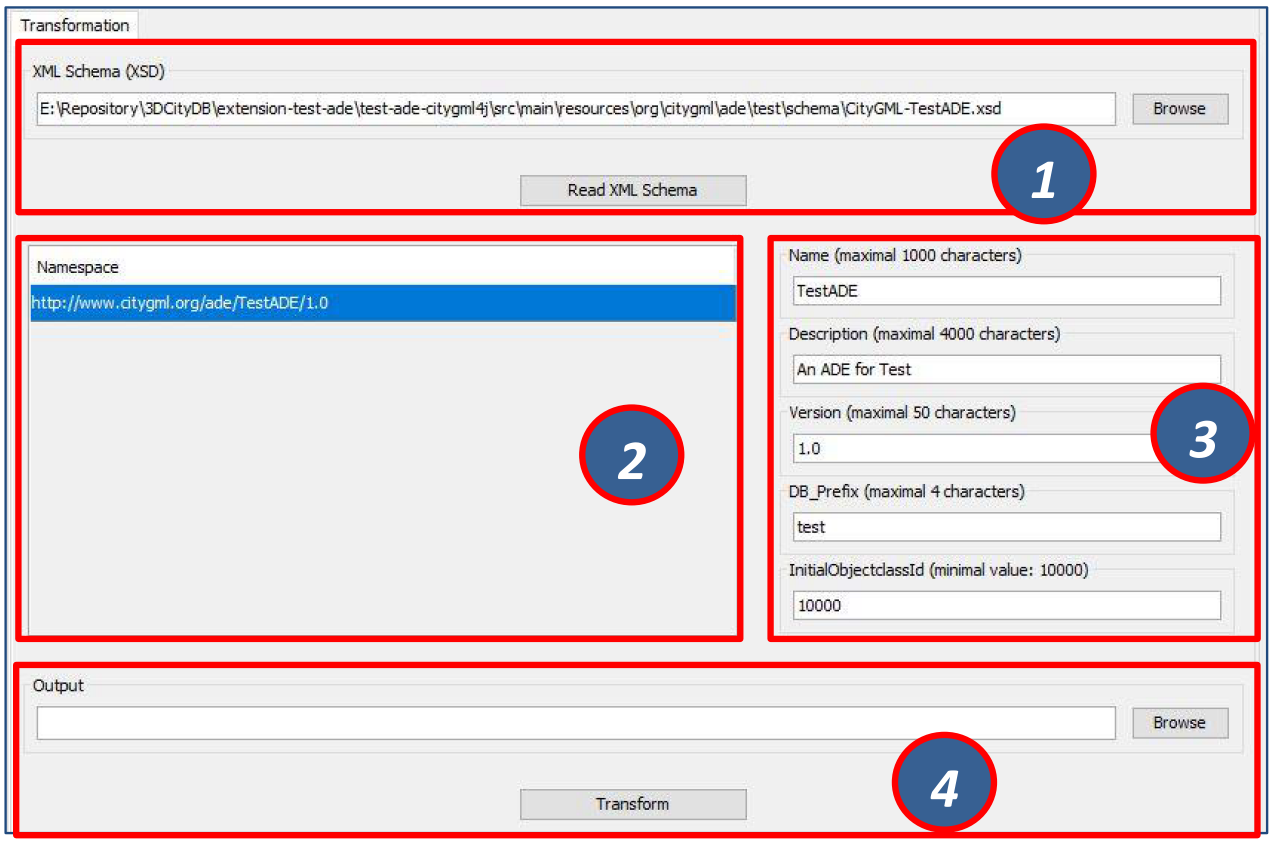 Transformation
XML Schema (XSD)
E:\Repository\3DCityDB\extension-test-ade\test-ade-citygml4j\src\main\resources\org\citygml\ade\test\schema\CityGML-TestADE.xsd
Browse
1
Read XML Schema
Namespace
http://www.citygml.org/ade/TestADE/1.0
2
Name (maximal 1000 characters)
TestADE
Description (maximal 4000 characters)
An ADE for Test
Version (maximal 50 characters)
1.0
3
DB_Prefix (maximal 4 characters)
test
InitialObjectclassId (minimal value: 10000)
10000
Output
Browse
4
Transform